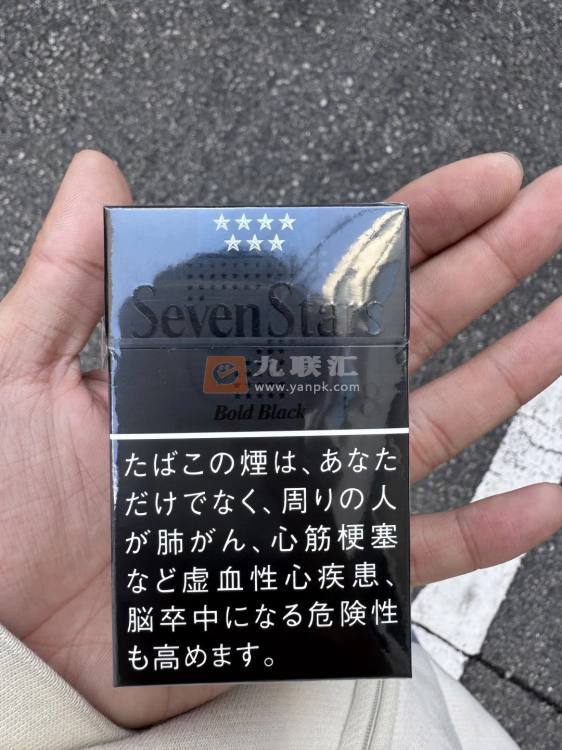 Seven Stars
九联汇
www.yanpk.com
Bold Black
たばこの煙は、あなた
だけでなく、周りの人
が肺がん、心筋梗塞
など虚血性心疾患、
脳卒中になる危険性
も高めます。